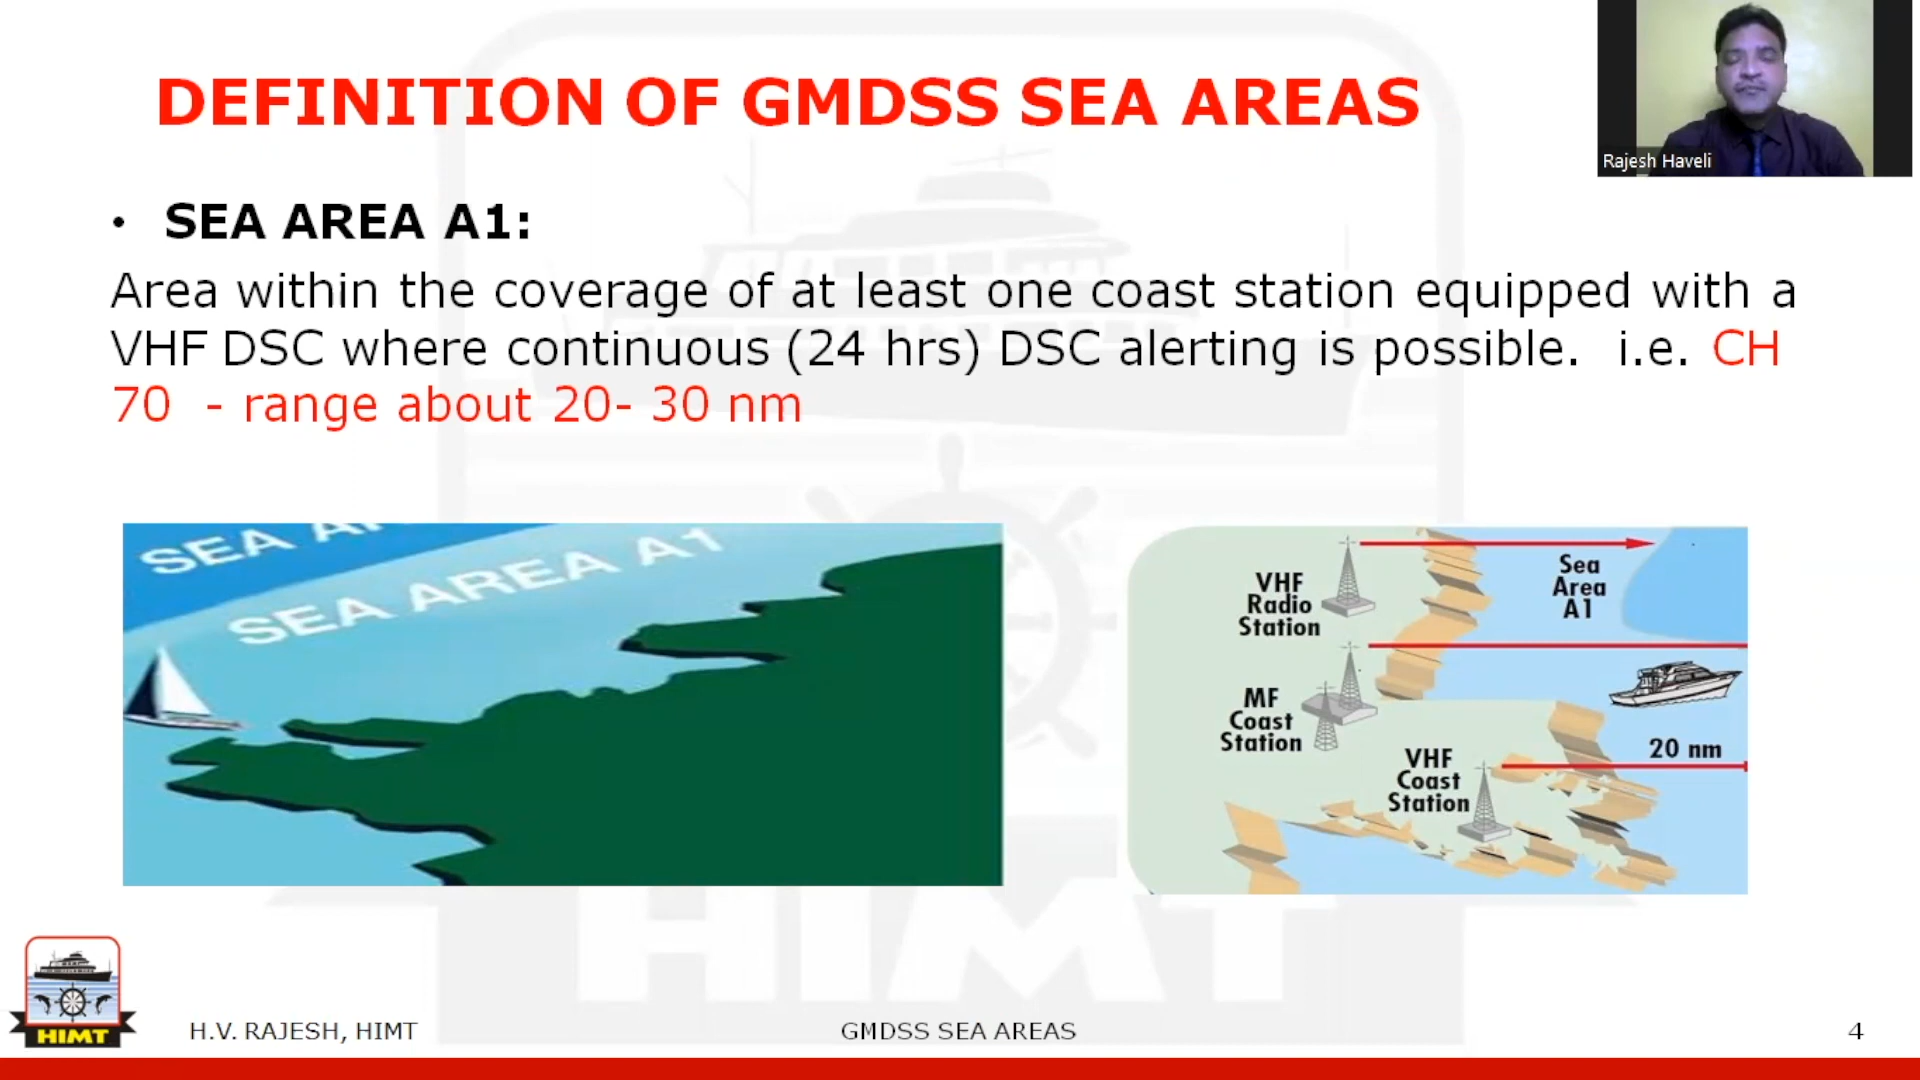 DEFINITION OF GMDSS SEA AREAS
Rajesh Haveli
• SEA AREA A1:
Area within the coverage of at least one coast station equipped with a
VHF DSC where continuous (24 hrs) DSC alerting is possible. i.e. CH
70 - range about 20- 30 nm
SEA
SEA AREA A1
VHF
Radio
Station
Sea
Area
A1
MF
Coast
Station
VHF
Coast
Station
20 nm
HIMT
HIMT
H.V. RAJESH, HIMT
GMDSS SEA AREAS
4